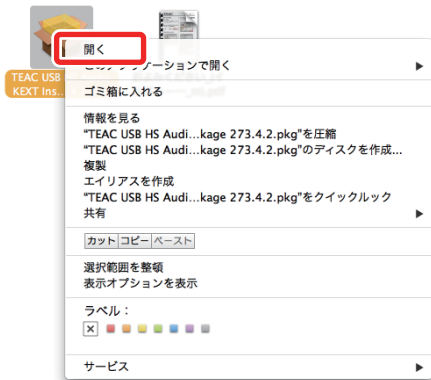 TEAC
開く
TEAC USB
このアプリケーションで開く
KEXT Ins...
.pdf
ゴミ箱に入れる
情報を見る
“TEAC USB HS Audi...kage 273.4.2.pkg”を圧縮
“TEAC USB HS Audi...kage 273.4.2.pkg”のディスクを作成...
複製
エイリアスを作成
“TEAC USB HS Audi...kage 273.4.2.pkg”をクイックルック
共有
カット コピー ペースト
選択範囲を整頓
表示オプションを表示
ラベル：
サービス